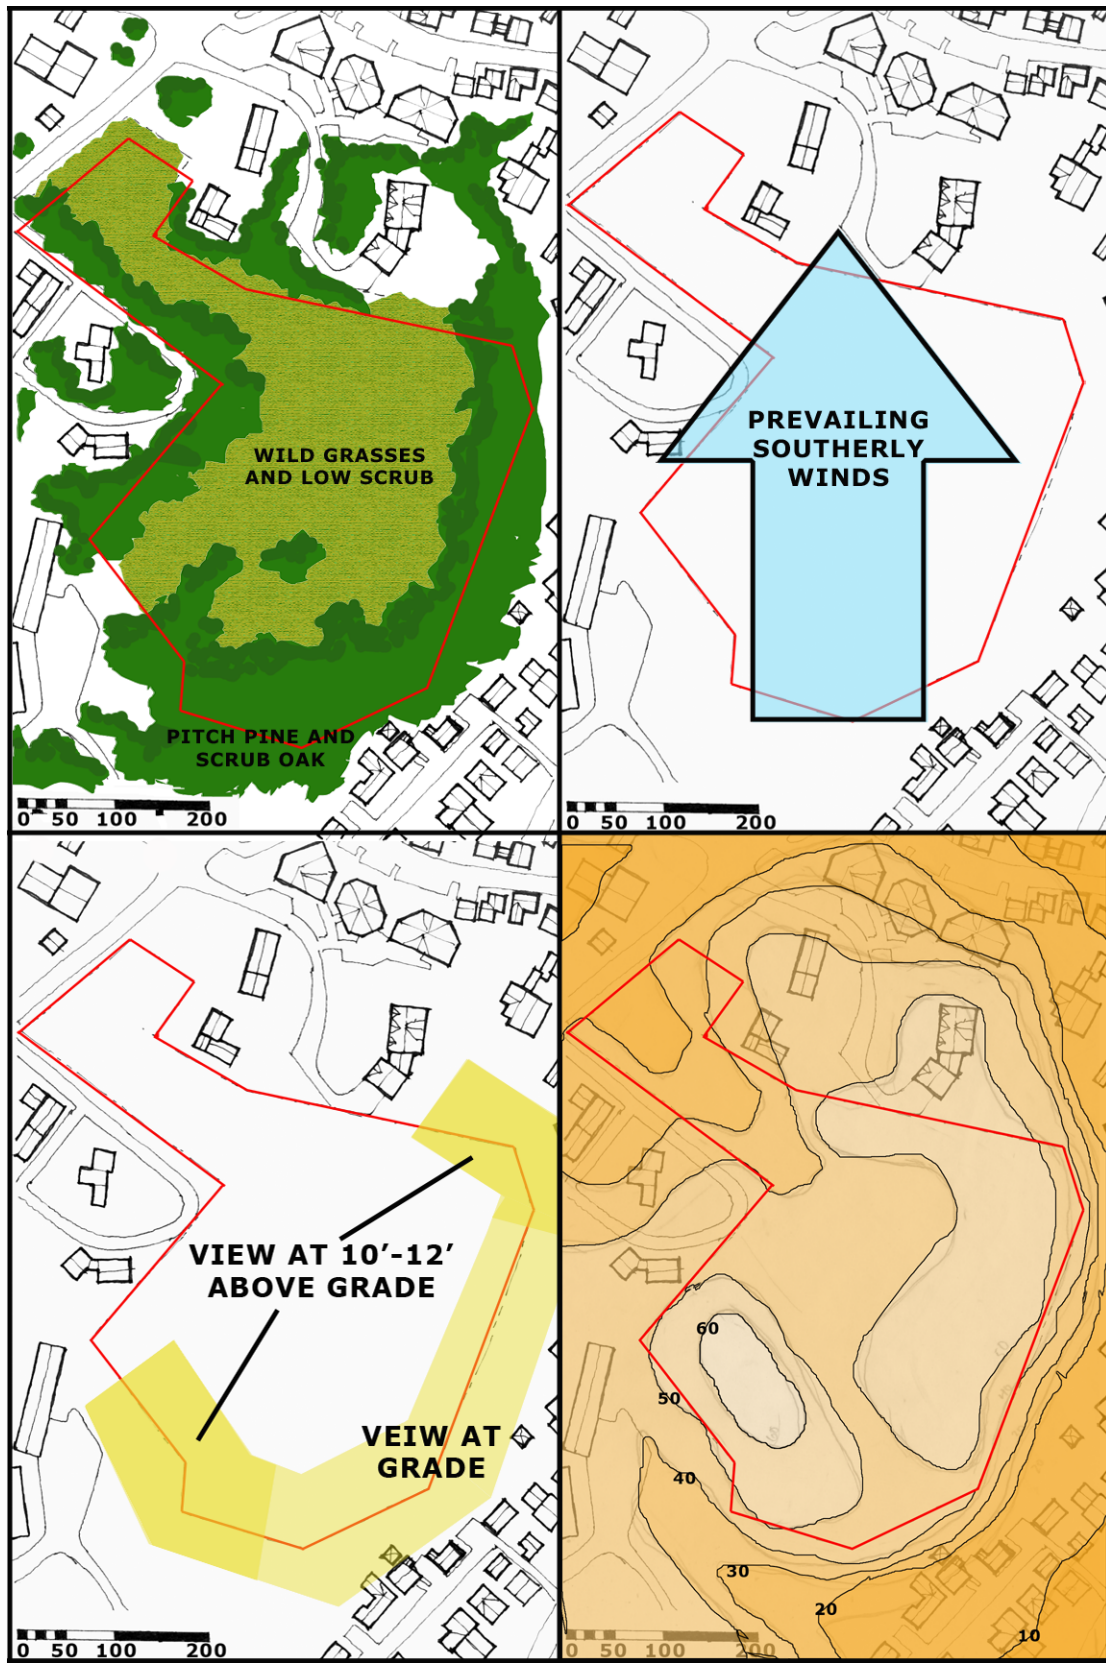 WILD GRASSES
AND LOW SCRUB
PITCH PINE AND
SCRUB OAK
0 50 100 200
PREVAILING
SOUTHERLY
WINDS
0 50 100 200
VIEW AT 10'-12'
ABOVE GRADE
VEIW AT
GRADE
0 50 100 200
60
50
40
30
20
10
0 50 100 200